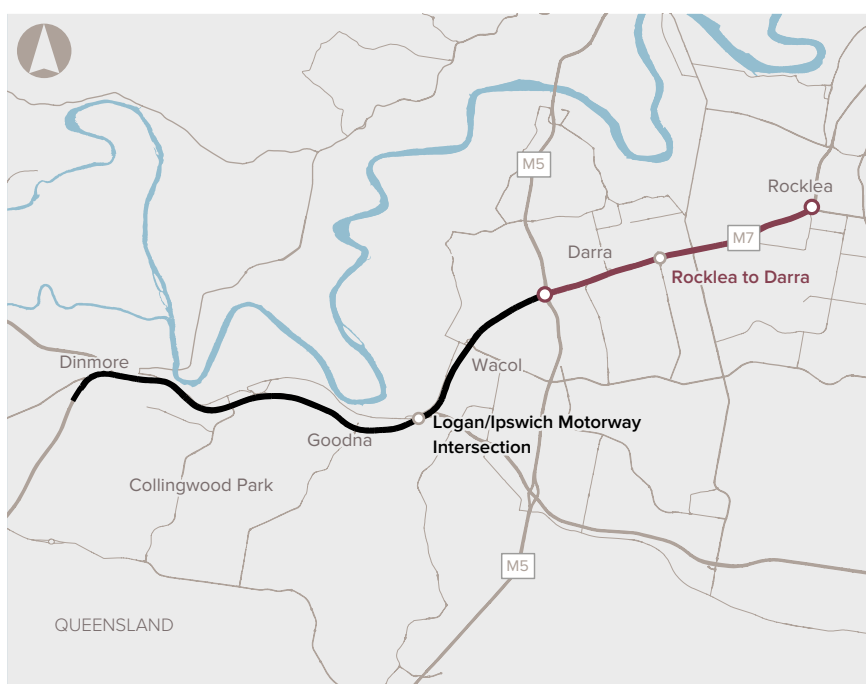 M5
Rocklea
M7
Darra
Rocklea to Darra
Dinmore
Wacol
Logan/Ipswich Motorway
Intersection
Goodna
Collingwood Park
M5
QUEENSLAND